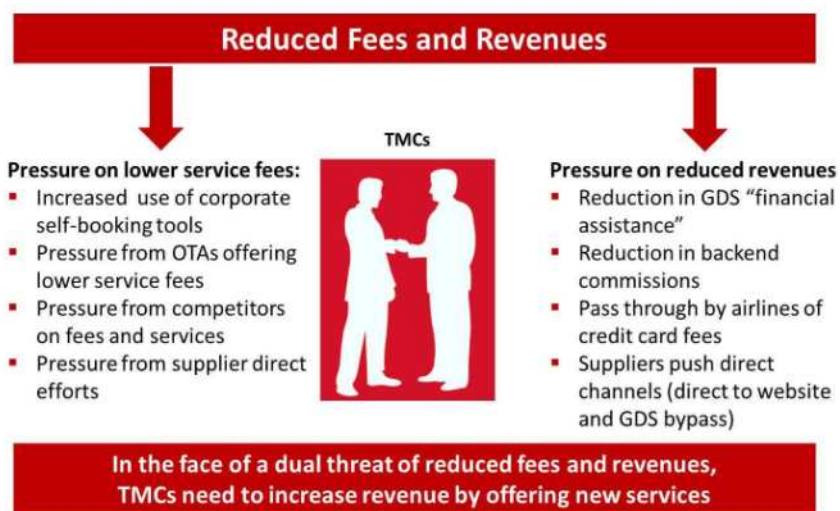 Reduced Fees and Revenues
TMCs
Pressure on lower service fees:
▪ Increased use of corporate
self-booking tools
▪ Pressure from OTAs offering
lower service fees
▪ Pressure from competitors
on fees and services
▪ Pressure from supplier direct
efforts
Pressure on reduced revenues
▪ Reduction in GDS “financial
assistance”
▪ Reduction in backend
commissions
▪ Pass through by airlines of
credit card fees
▪ Suppliers push direct
channels (direct to website
and GDS bypass)
In the face of a dual threat of reduced fees and revenues,
TMCs need to increase revenue by offering new services